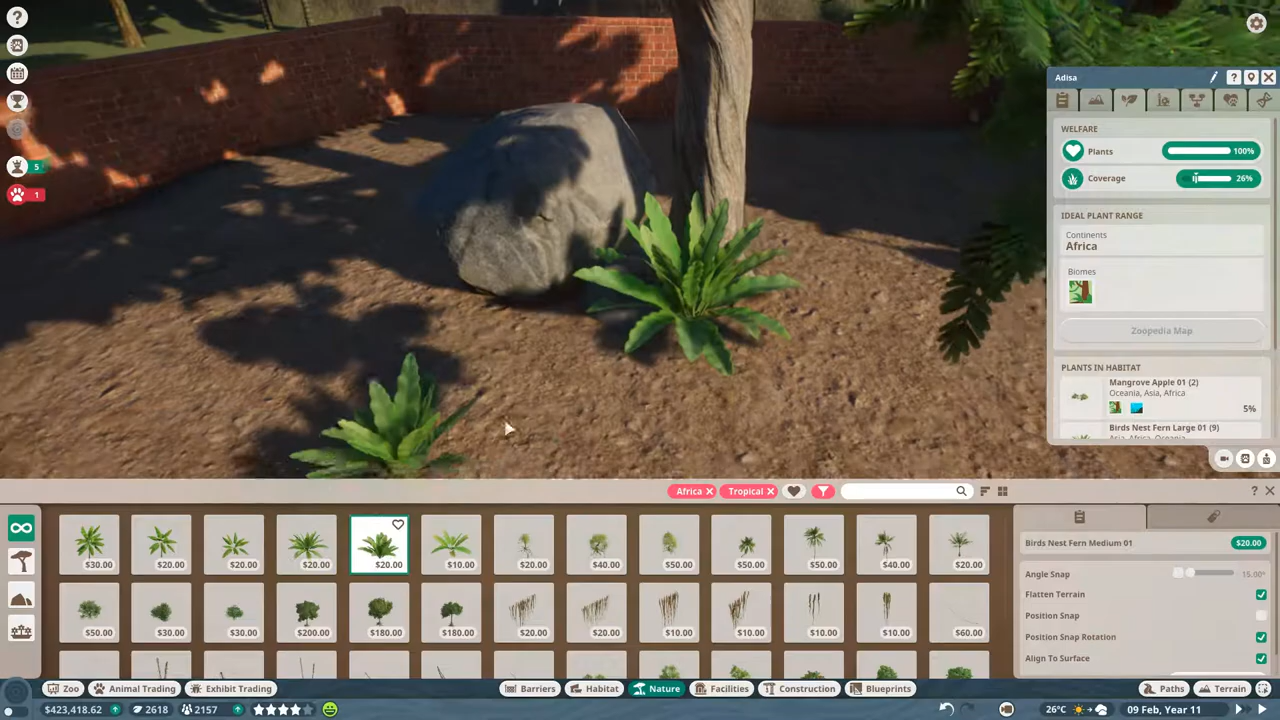 Adisa
?
5
1
WELFARE
Plants 100%
Coverage 26%
IDEAL PLANT RANGE
Continents
Africa
Biomes
Zoopedia Map
PLANTS IN HABITAT
Mangrove Apple 01 (2)
Oceania, Asia, Africa
5%
Birds Nest Fern Large 01 (9)
Asia, Africa, Oceania
Africa Tropical
?
$30.00 $20.00 $20.00 $20.00 $20.00 $10.00 $20.00 $40.00 $50.00 $50.00 $50.00 $40.00 $20.00
$50.00 $30.00 $30.00 $200.00 $180.00 $180.00 $20.00 $20.00 $10.00 $10.00 $10.00 $10.00 $60.00
Birds Nest Fern Medium 01 $20.00
Angle Snap 15.00°
Flatten Terrain
Position Snap
Position Snap Rotation
Align To Surface
Zoo Animal Trading Exhibit Trading Barriers Habitat Nature Facilities Construction Blueprints Paths Terrain
$423,418.62 2618 2157 26°C 09 Feb, Year 11